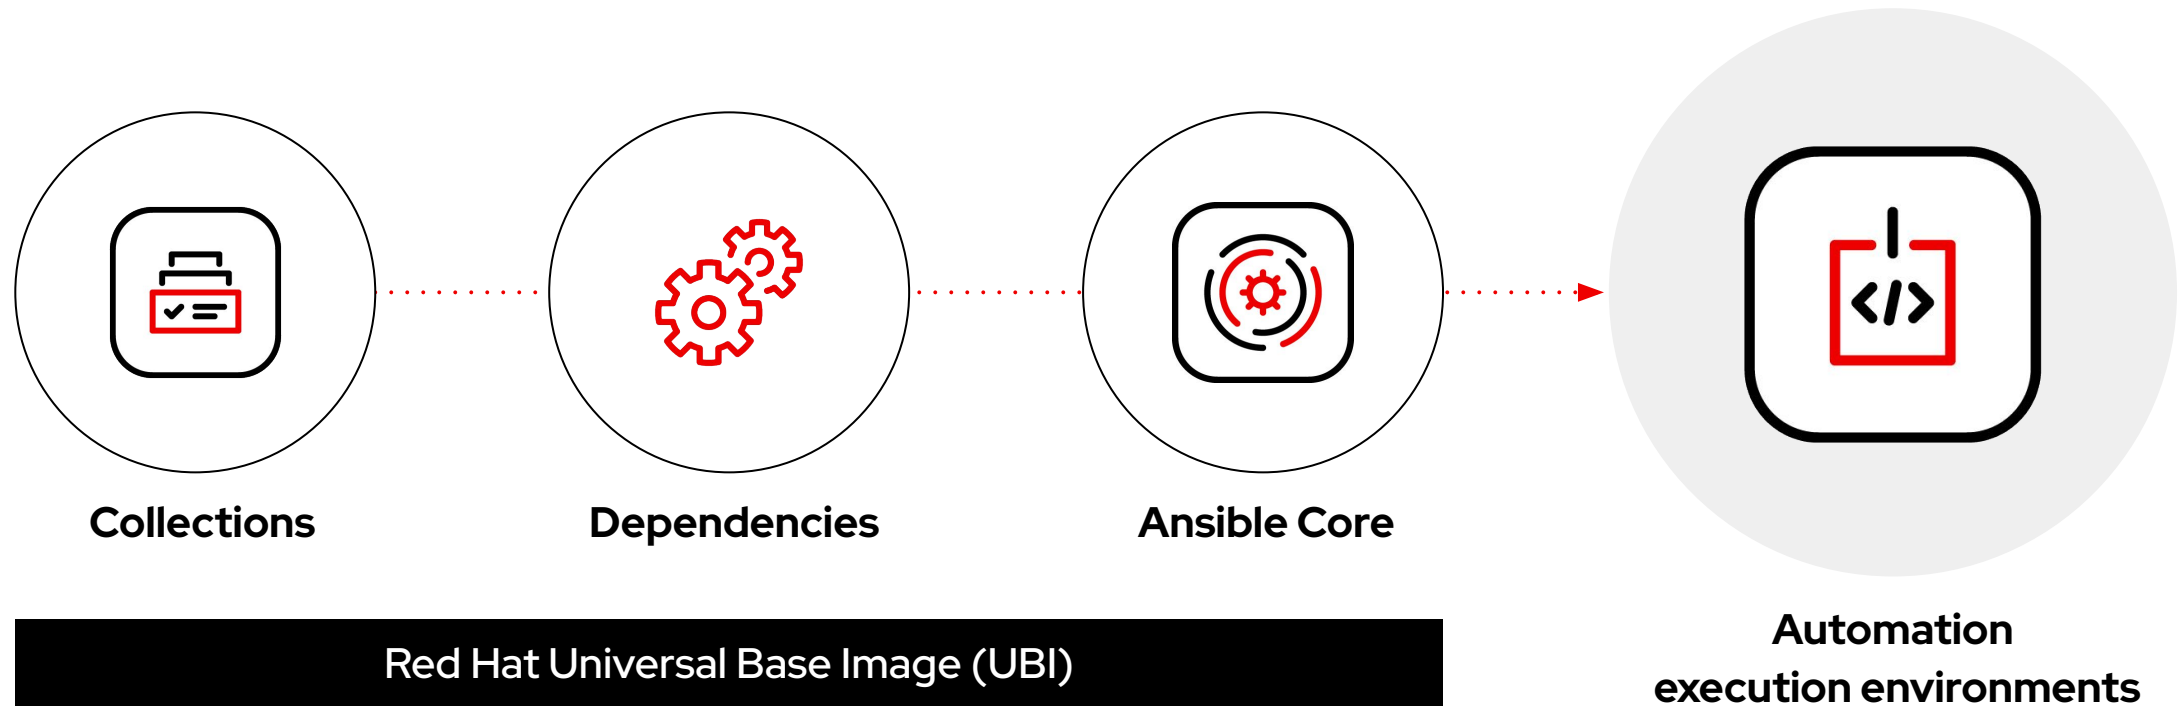 Collections
Dependencies
Ansible Core
Red Hat Universal Base Image (UBI)
Automation
execution environments